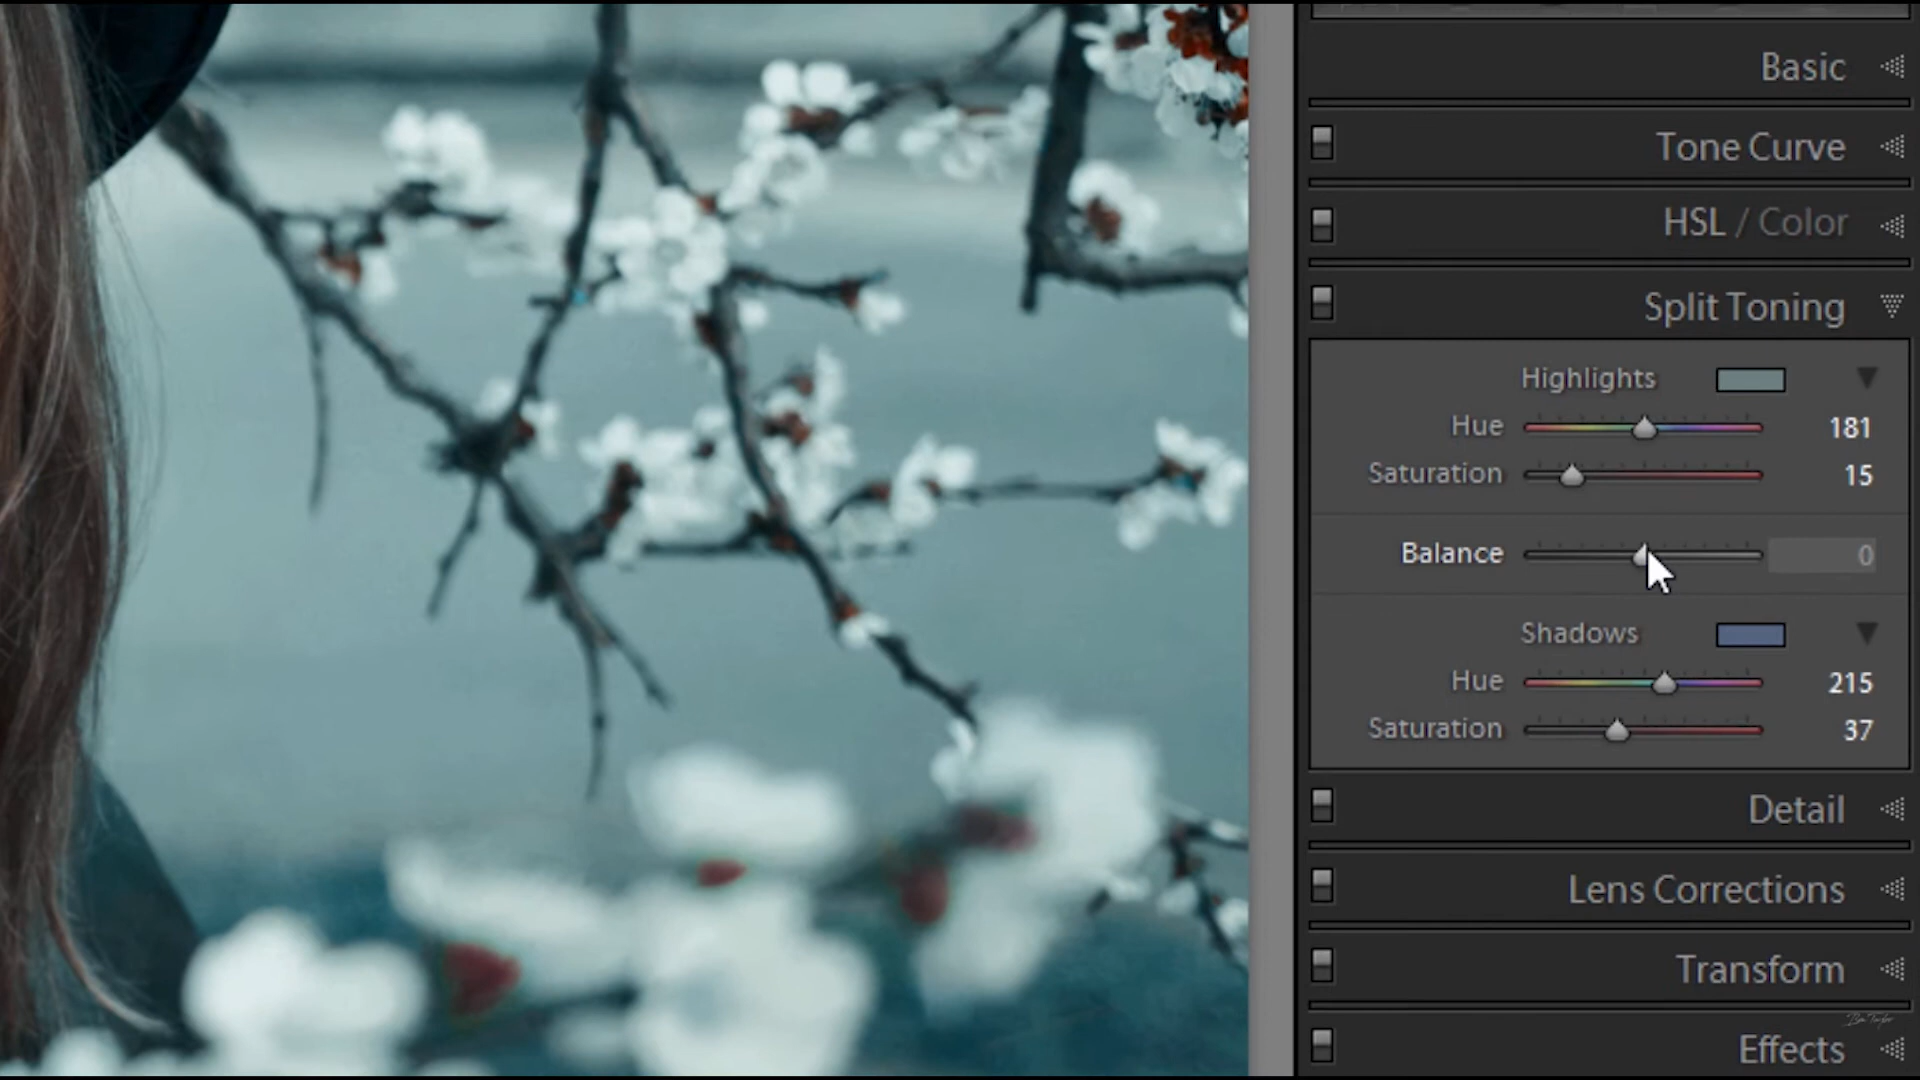 Basic
Tone Curve
HSL / Color
Split Toning
Highlights
Hue 181
Saturation 15
Balance 0
Shadows
Hue 215
Saturation 37
Detail
Lens Corrections
Transform
Effects